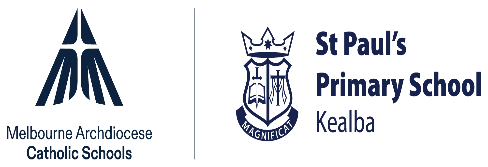 Melbourne Archdiocese
Catholic Schools
St Paul's
Primary School
Kealba
MAGNIFICAT